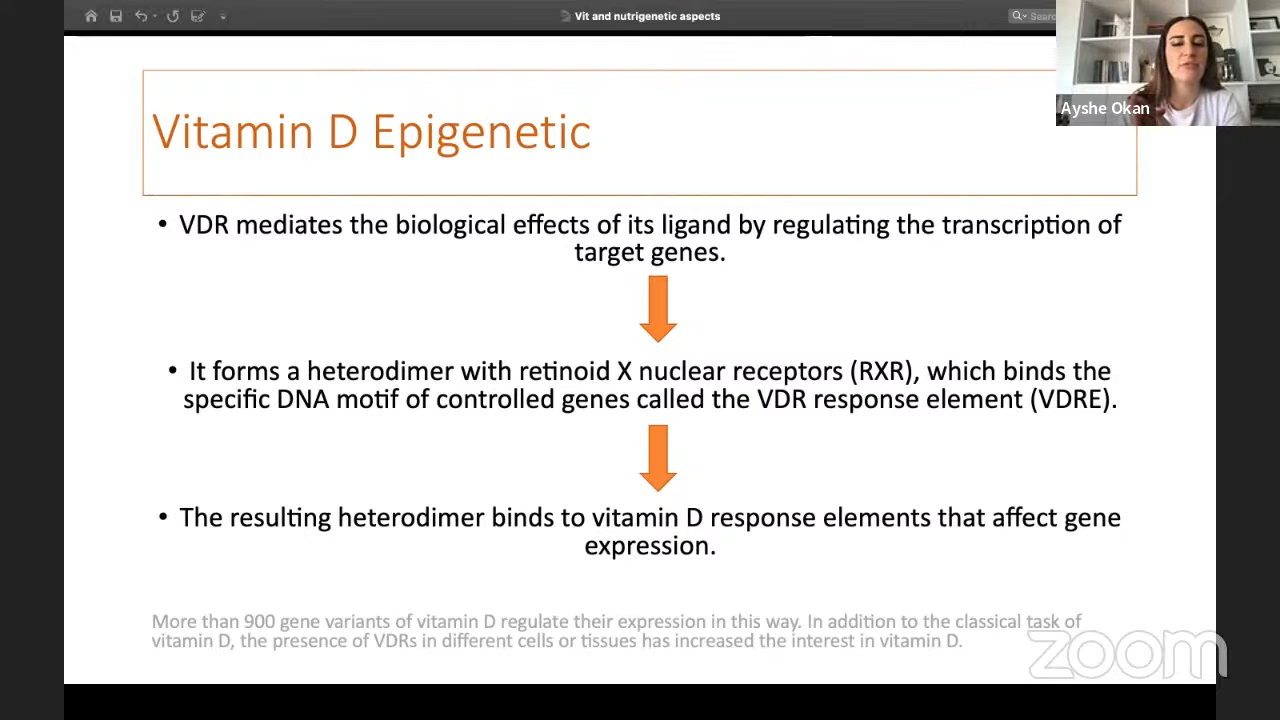 Vit and nutrigenetic aspects
Ayshe Okan
Vitamin D Epigenetic
• VDR mediates the biological effects of its ligand by regulating the transcription of
target genes.
• It forms a heterodimer with retinoid X nuclear receptors (RXR), which binds the
specific DNA motif of controlled genes called the VDR response element (VDRE).
• The resulting heterodimer binds to vitamin D response elements that affect gene
expression.
More than 900 gene variants of vitamin D regulate their expression in this way. In addition to the classical task of
vitamin D, the presence of VDRs in different cells or tissues has increased the interest in vitamin D.
zoom